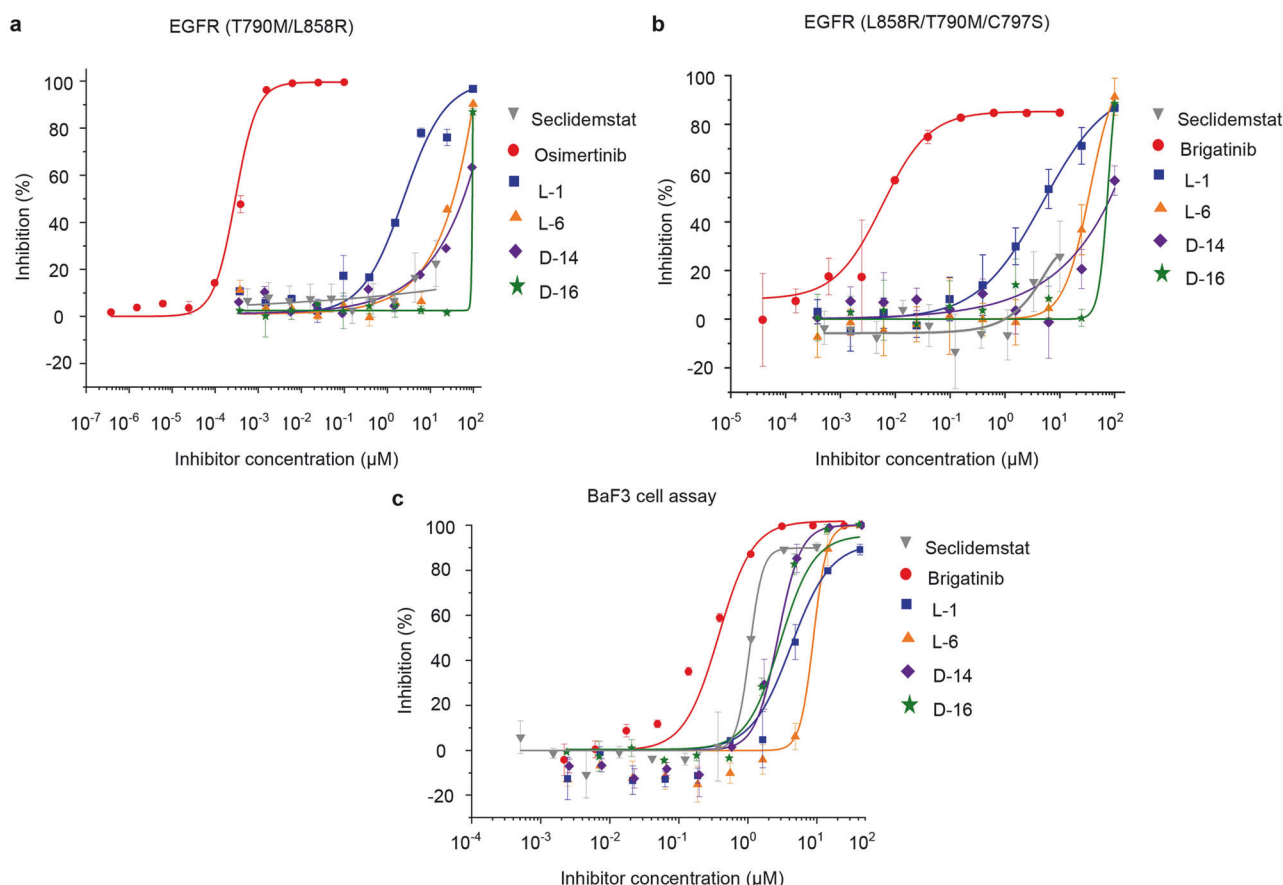 a
EGFR (T790M/L858R)
100
80
60
40
20
0
-20
Inhibition (%)
10-7 10-6 10-5 10-4 10-3 10-2 10-1 100 101 102
Inhibitor concentration (µM)
Seclidemstat
Osimertinib
L-1
L-6
D-14
D-16
b
EGFR (L858R/T790M/C797S)
100
80
60
40
20
0
-20
Inhibition (%)
10-5 10-4 10-3 10-2 10-1 100 101 102
Inhibitor concentration (µM)
Seclidemstat
Brigatinib
L-1
L-6
D-14
D-16
c
BaF3 cell assay
100
80
60
40
20
0
-20
Inhibition (%)
10-4 10-3 10-2 10-1 100 101 102
Inhibitor concentration (µM)
Seclidemstat
Brigatinib
L-1
L-6
D-14
D-16